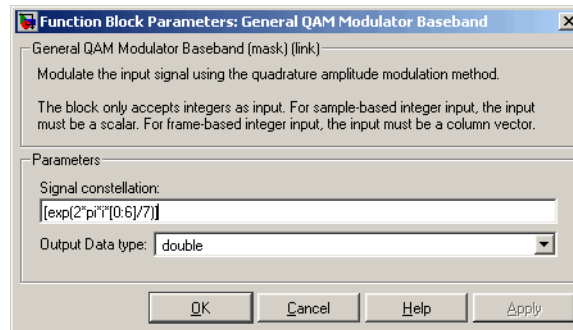 Function Block Parameters: General QAM Modulator Baseband
General QAM Modulator Baseband (mask) (link)
Modulate the input signal using the quadrature amplitude modulation method.
The block only accepts integers as input. For sample-based integer input, the input
must be a scalar. For frame-based integer input, the input must be a column vector.
Parameters
Signal constellation:
[exp(2*pi*i*[0:6]/7)]
Output Data type: double
OK Cancel Help Apply